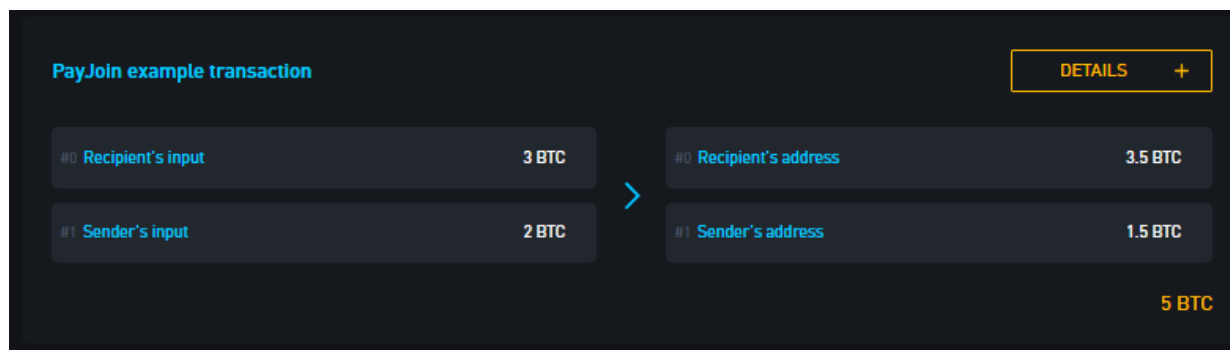 PayJoin example transaction
DETAILS +
#0 Recipient's input 3 BTC
#0 Recipient's address 3.5 BTC
#1 Sender's input 2 BTC
#1 Sender's address 1.5 BTC
5 BTC